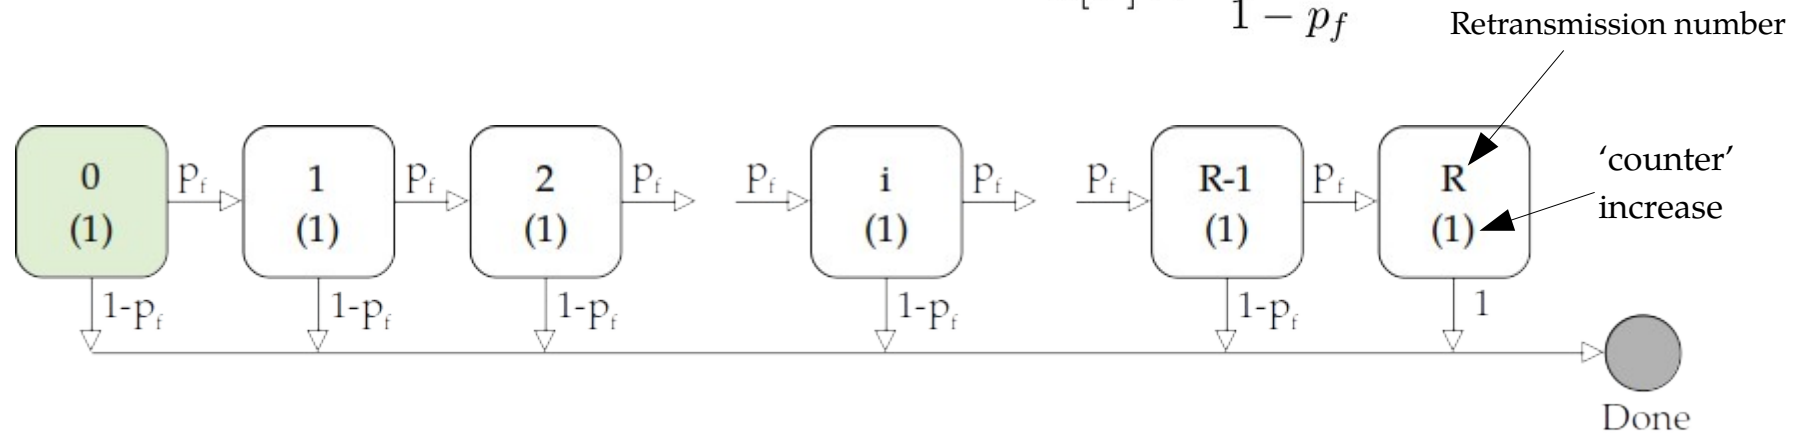 [ ]
1 − p_f
Retransmission number
'counter'
increase
0
(1)
p_f
1
(1)
p_f
2
(1)
p_f
p_f
i
(1)
p_f
p_f
R-1
(1)
p_f
R
(1)
1-p_f
1-p_f
1-p_f
1-p_f
1-p_f
1
Done